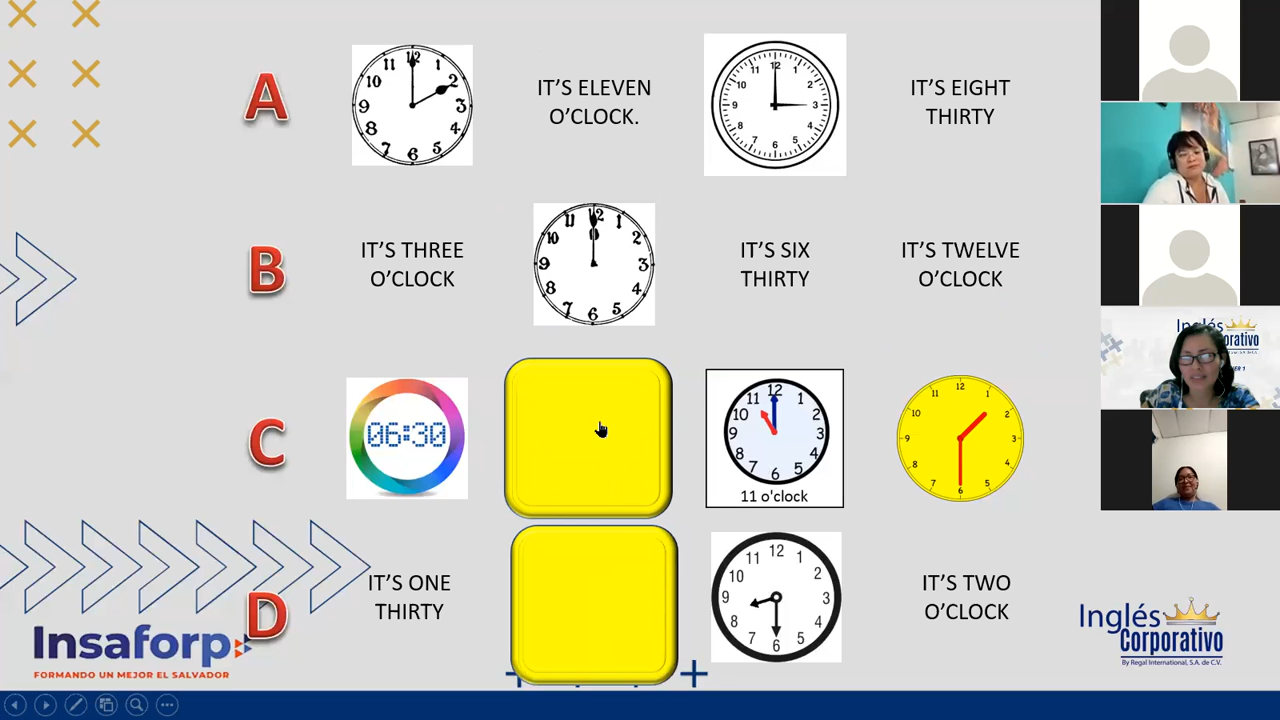 A
IT'S ELEVEN
O'CLOCK.
IT'S EIGHT
THIRTY
B
IT'S THREE
O'CLOCK
IT'S SIX
THIRTY
IT'S TWELVE
O'CLOCK
C
06:30
11 o'clock
D
IT'S ONE
THIRTY
IT'S TWO
O'CLOCK
Insaforp
FORMANDO UN MEJOR EL SALVADOR
Inglés
Corporativo
By Regal International, S.A. de C.V.